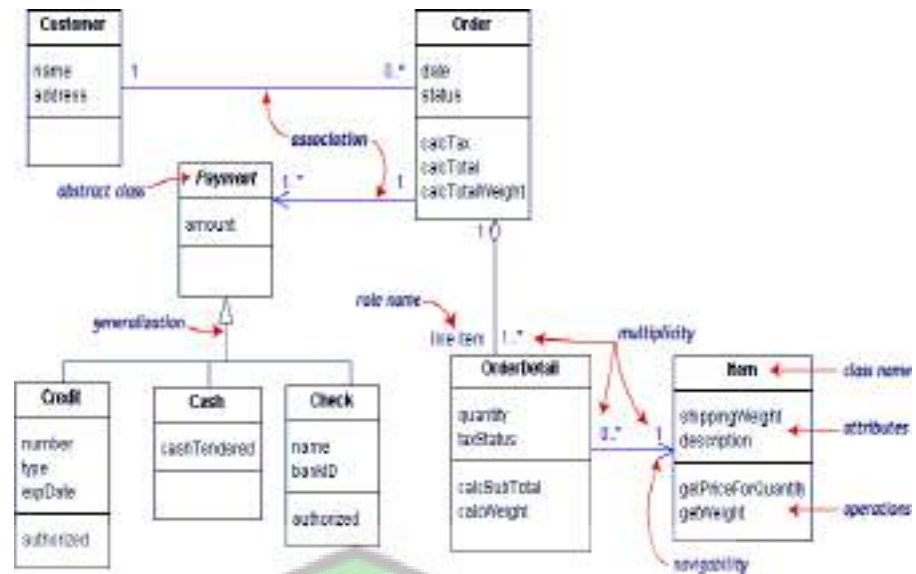 Customer
name
address
1
0..*
Order
date
status
calcTax
calcTotal
calcTotalWeight
association
abstract class
Payment
amount
1..*
1
generalization
1
role name
line item
1..*
multiplicity
Credit
number
type
expDate
authorized
Cash
cashTendered
Check
name
bankID
authorized
OrderDetail
quantity
taxStatus
calcSubTotal
calcWeight
0..*
1
Item
shippingWeight
description
getPriceForQuantity
getWeight
class name
attributes
operations
navigability